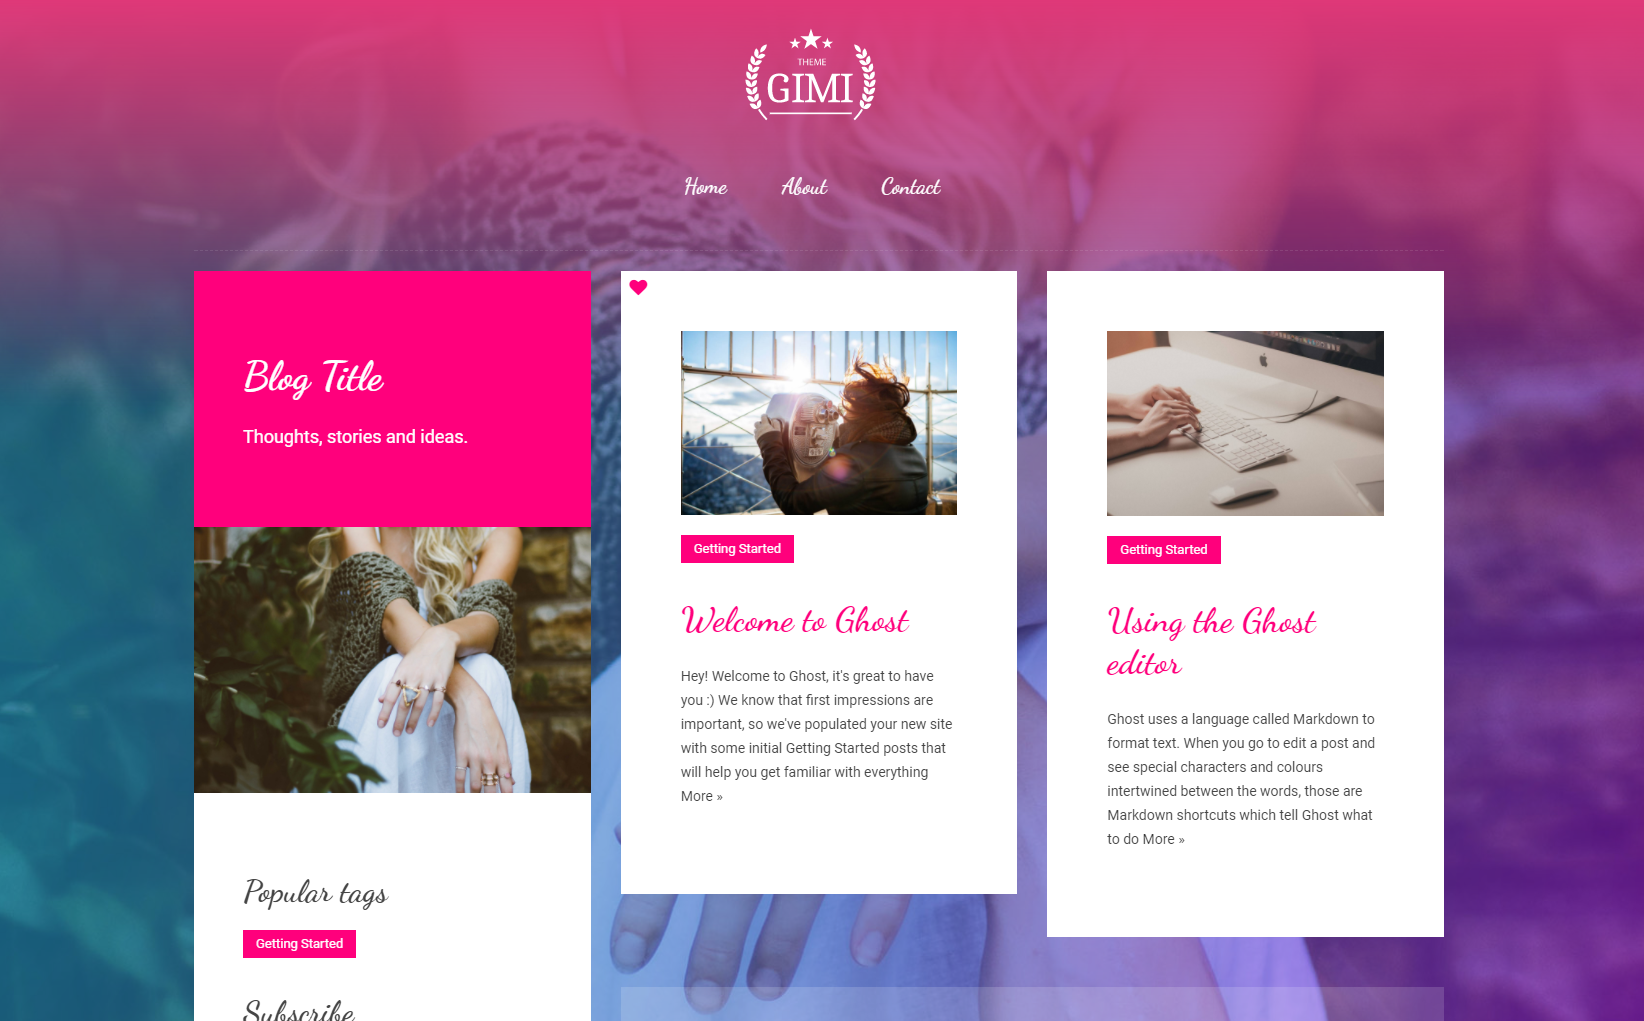 THEME
GIMI
Home About Contact
Blog Title
Thoughts, stories and ideas.
Popular tags
Getting Started
Subscribe
Getting Started
Welcome to Ghost
Hey! Welcome to Ghost, it's great to have
you :) We know that first impressions are
important, so we've populated your new site
with some initial Getting Started posts that
will help you get familiar with everything
More »
Getting Started
Using the Ghost
editor
Ghost uses a language called Markdown to
format text. When you go to edit a post and
see special characters and colours
intertwined between the words, those are
Markdown shortcuts which tell Ghost what
to do More »